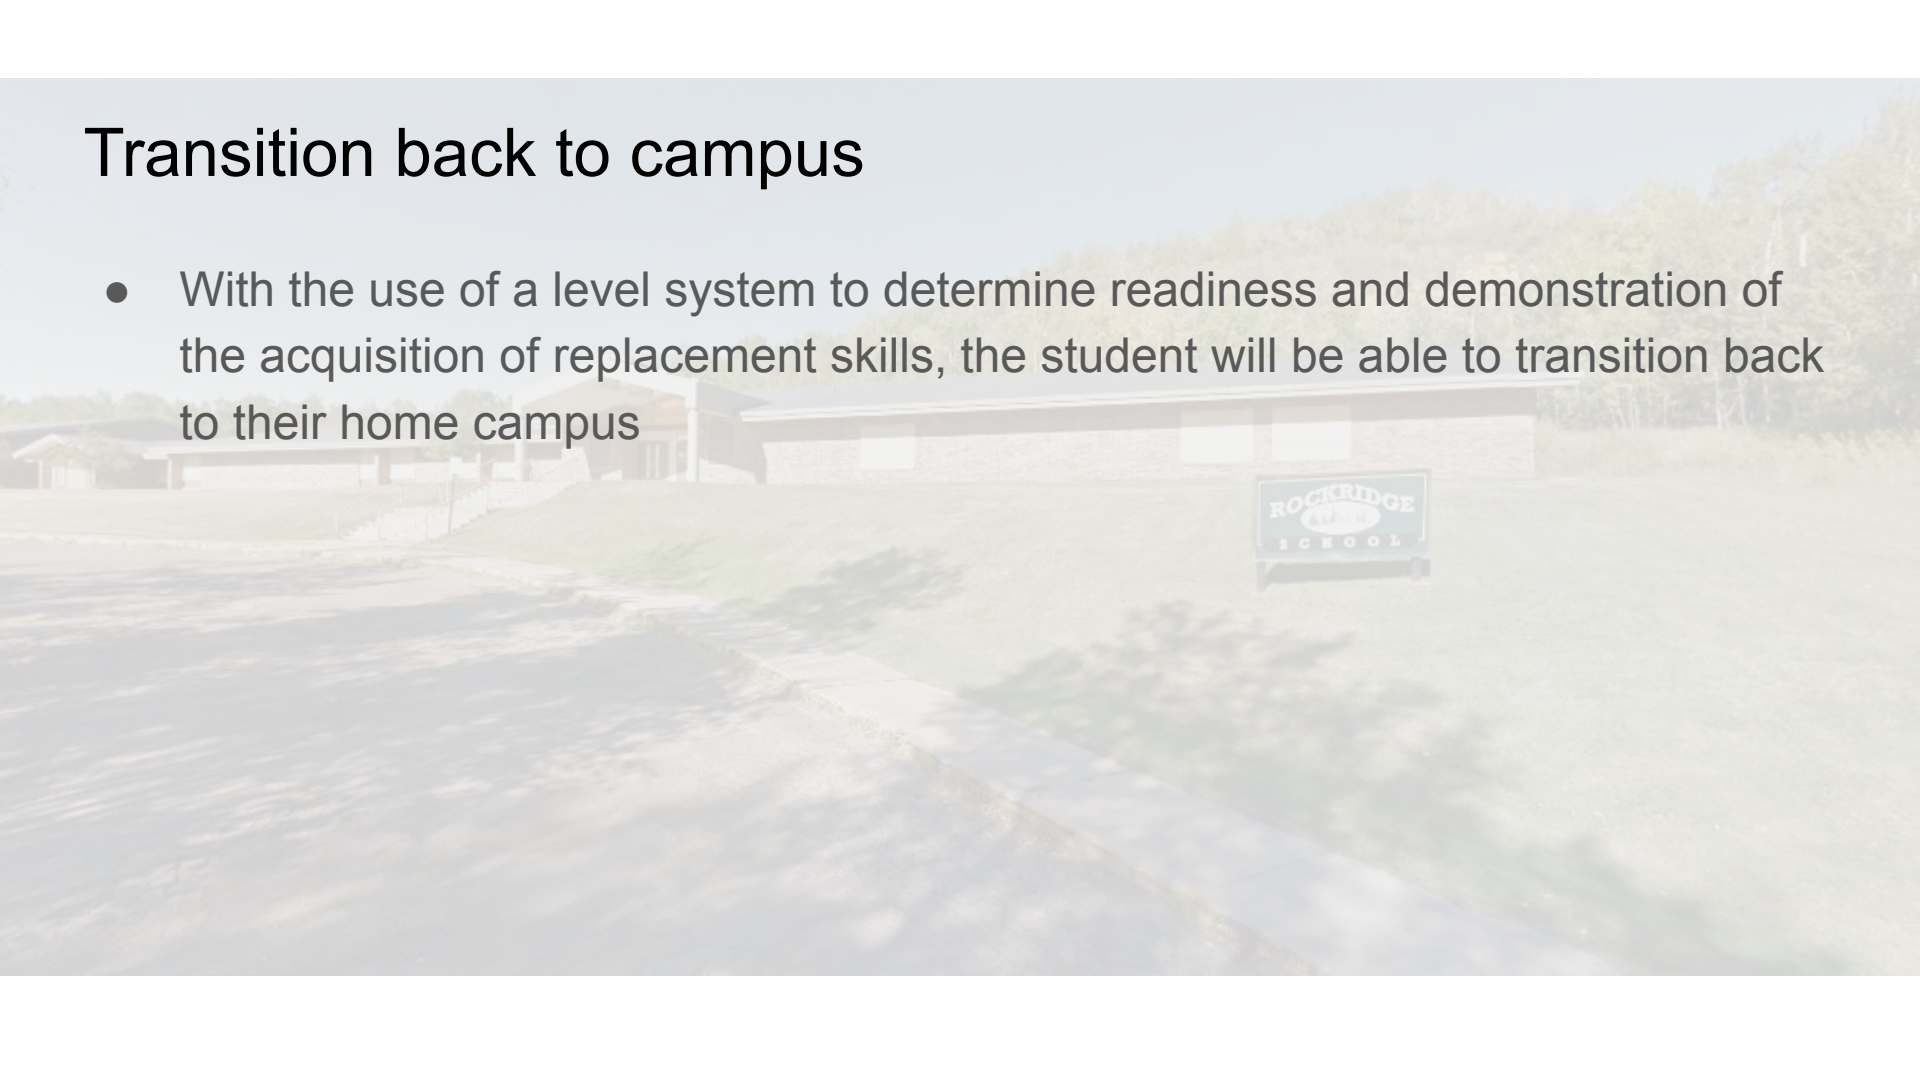 Transition back to campus
● With the use of a level system to determine readiness and demonstration of
the acquisition of replacement skills, the student will be able to transition back
to their home campus
ROCKRIDGE
SCHOOL